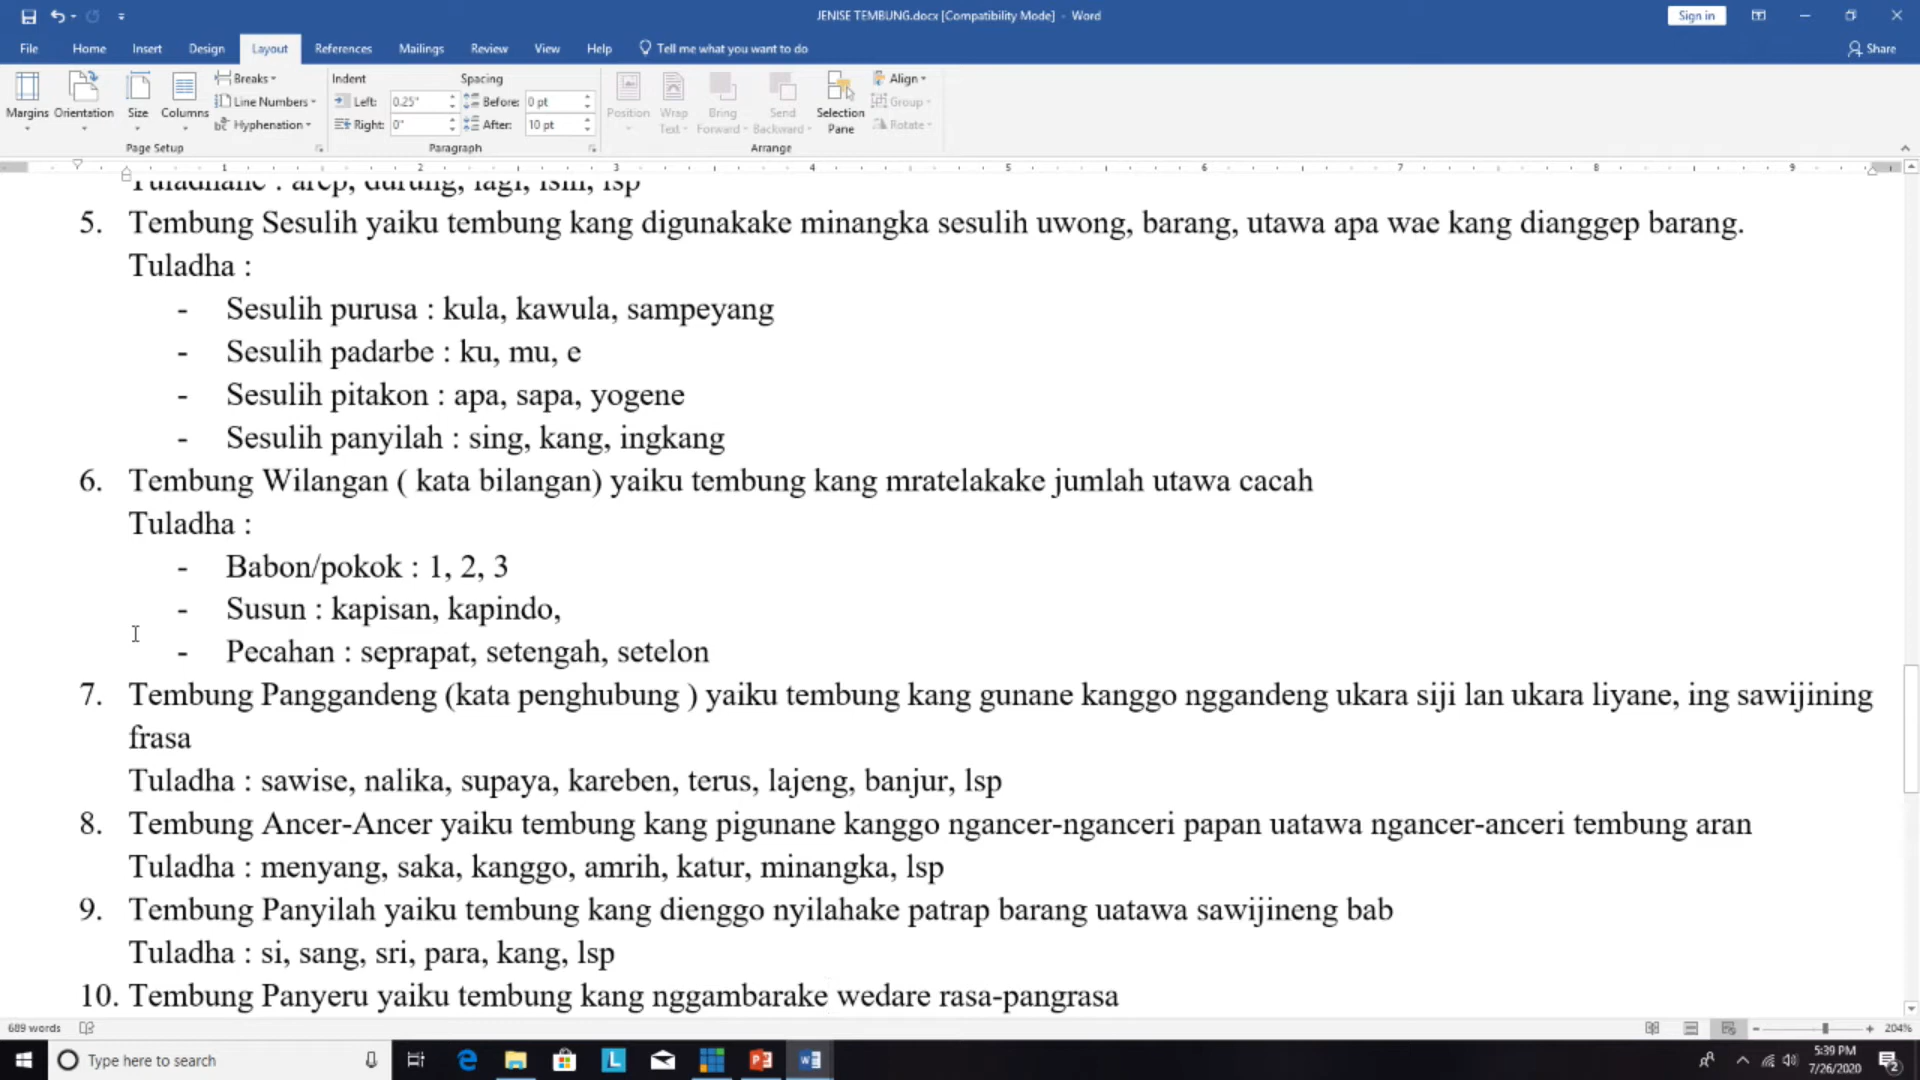 JENISE TEMBUNG.docx [Compatibility Mode] - Word
Sign in
File Home Insert Design Layout References Mailings Review View Help Tell me what you want to do Share
Margins Orientation Size Columns
Breaks
Line Numbers
Hyphenation
Page Setup
Indent
Left: 0.25"
Right: 0"
Spacing
Before: 0 pt
After: 10 pt
Paragraph
Position Wrap Text Bring Forward Send Backward Selection Pane
Align
Group
Rotate
Arrange
1 2 3 4 5 6 7 8 9
Tuladhane : arep, durung, lagi, isih, lsp
5. Tembung Sesulih yaiku tembung kang digunakake minangka sesulih uwong, barang, utawa apa wae kang dianggep barang.
Tuladha :
- Sesulih purusa : kula, kawula, sampeyang
- Sesulih padarbe : ku, mu, e
- Sesulih pitakon : apa, sapa, yogene
- Sesulih panyilah : sing, kang, ingkang
6. Tembung Wilangan ( kata bilangan) yaiku tembung kang mratelakake jumlah utawa cacah
Tuladha :
- Babon/pokok : 1, 2, 3
- Susun : kapisan, kapindo,
- Pecahan : seprapat, setengah, setelon
7. Tembung Panggandeng (kata penghubung ) yaiku tembung kang gunane kanggo nggandeng ukara siji lan ukara liyane, ing sawijining
frasa
Tuladha : sawise, nalika, supaya, kareben, terus, lajeng, banjur, lsp
8. Tembung Ancer-Ancer yaiku tembung kang pigunane kanggo ngancer-nganceri papan uatawa ngancer-anceri tembung aran
Tuladha : menyang, saka, kanggo, amrih, katur, minangka, lsp
9. Tembung Panyilah yaiku tembung kang dienggo nyilahake patrap barang uatawa sawijineng bab
Tuladha : si, sang, sri, para, kang, lsp
10. Tembung Panyeru yaiku tembung kang nggambarake wedare rasa-pangrasa
689 words
204%
Type here to search
5:39 PM
7/26/2020
2